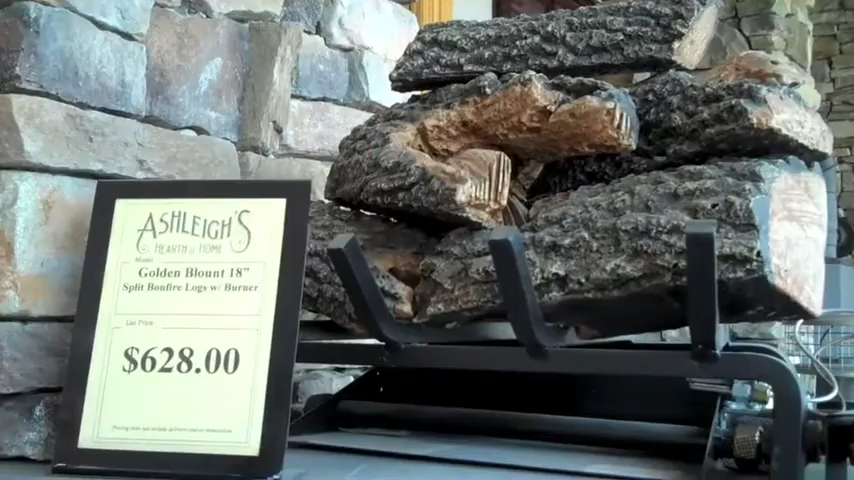 ASHLEIGH'S
HEARTH & HOME
Model
GOLDEN BLOUNT 18"
SPLIT BONFIRE LOGS W/ BURNER
List Price
$628.00